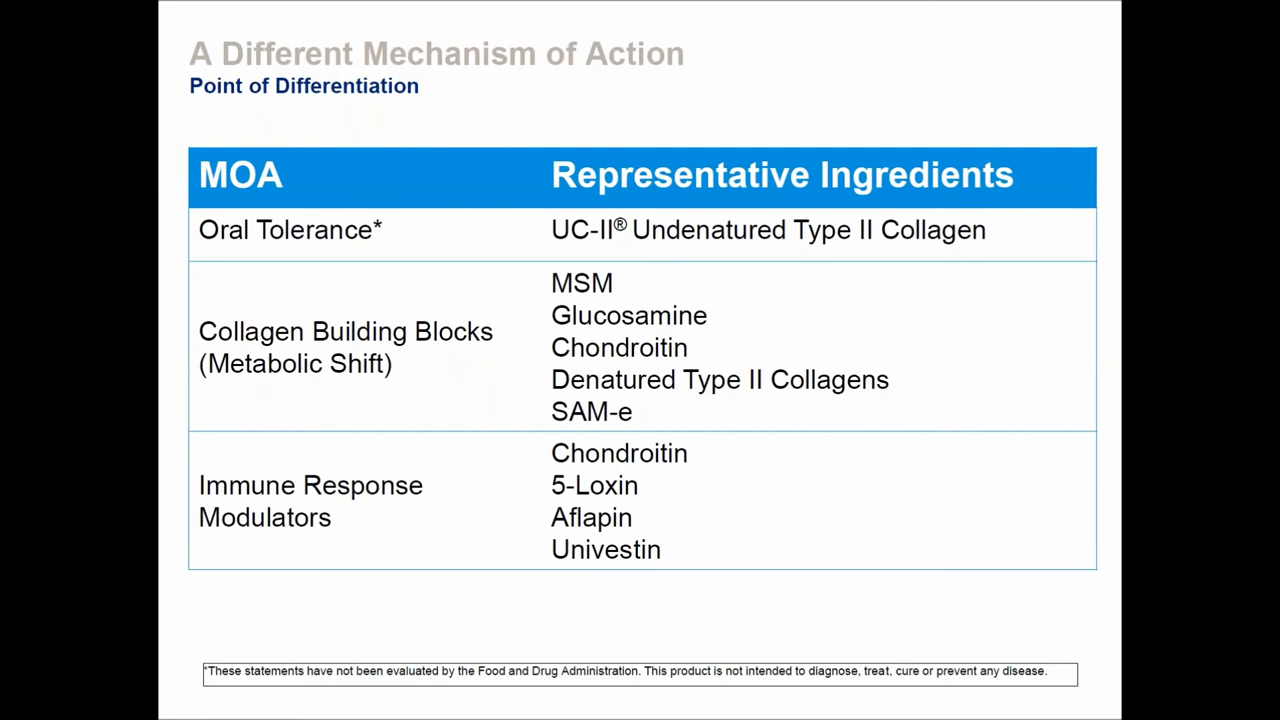 A Different Mechanism of Action
Point of Differentiation
MOA
Representative Ingredients
Oral Tolerance*
UC-II® Undenatured Type II Collagen
Collagen Building Blocks
(Metabolic Shift)
MSM
Glucosamine
Chondroitin
Denatured Type II Collagens
SAM-e
Immune Response
Modulators
Chondroitin
5-Loxin
Aflapin
Univestin
*These statements have not been evaluated by the Food and Drug Administration. This product is not intended to diagnose, treat, cure or prevent any disease.